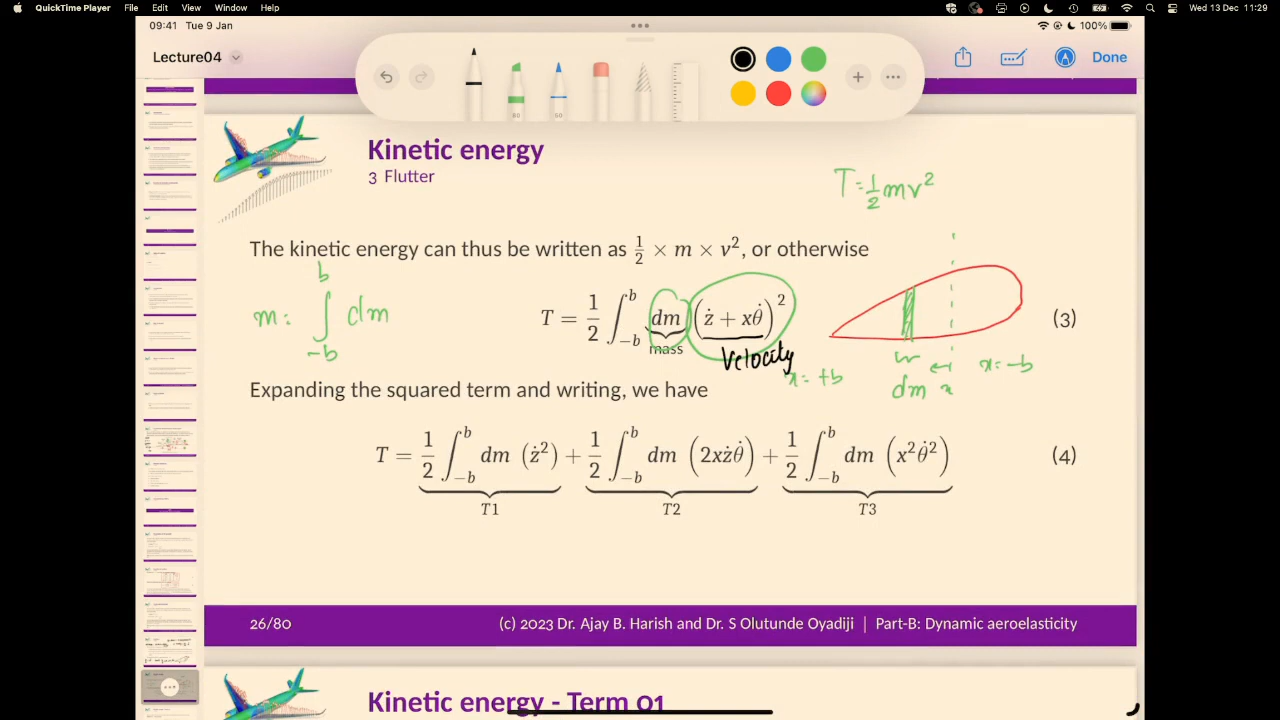 QuickTime Player File Edit View Window Help Wed 13 Dec 11:29
09:41 Tue 9 Jan 100%
Lecture04 Done
88 50
Kinetic energy
3 Flutter
T=½mv²
The kinetic energy can thus be written as ½ × m × v², or otherwise
m: ∫_{-b}^{b} dm
T = ½ ∫_{-b}^{b} dm (ż + xθ̇)² (3)
mass
Velocity
x=+b
x=-b
dm x
Expanding the squared term and writing, we have
T = ½ ∫_{-b}^{b} dm (ż²) + ½ ∫_{-b}^{b} dm (2xżθ̇) + ½ ∫_{-b}^{b} dm (x²θ̇²) (4)
T1 T2 T3
26/80 (c) 2023 Dr. Ajay B. Harish and Dr. S Olutunde Oyadiji | Part-B: Dynamic aeroelasticity
Kinetic energy - Term 01